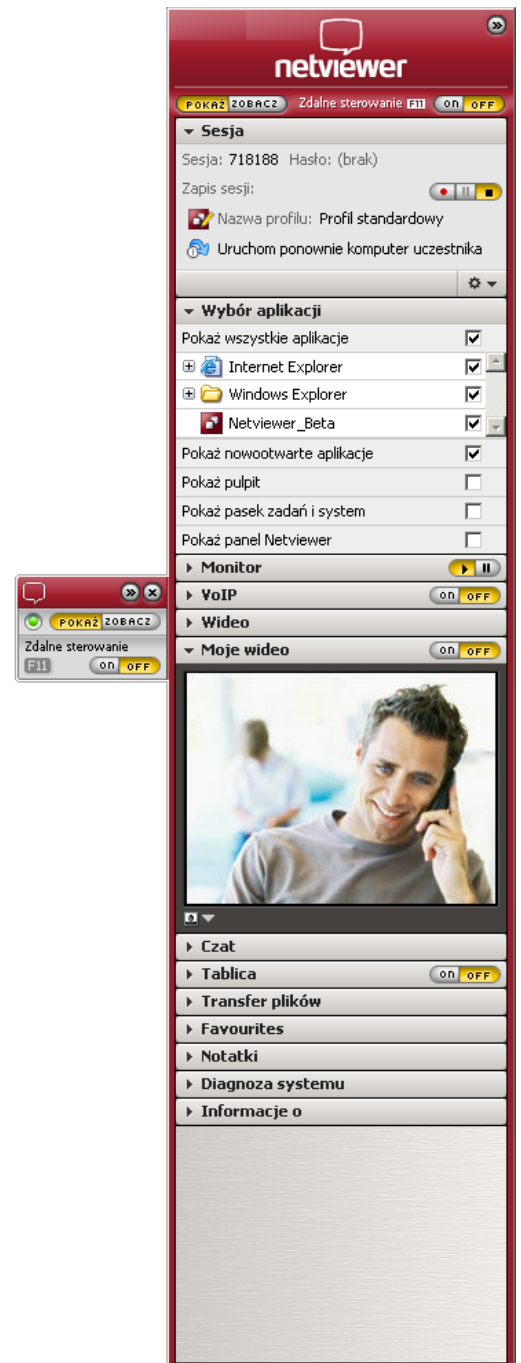 netviewer
POKAŻ ZOBACZ Zdalne sterowanie F11 ON OFF
Sesja
Sesja: 718188 Hasło: (brak)
Zapis sesji:
Nazwa profilu: Profil standardowy
Uruchom ponownie komputer uczestnika
Wybór aplikacji
Pokaż wszystkie aplikacje
Internet Explorer
Windows Explorer
Netviewer_Beta
Pokaż nowootwarte aplikacje
Pokaż pulpit
Pokaż pasek zadań i system
Pokaż panel Netviewer
Monitor
VoIP ON OFF
Wideo
Moje wideo ON OFF
Czat
Tablica ON OFF
Transfer plików
Favourites
Notatki
Diagnoza systemu
Informacje o
POKAŻ ZOBACZ
Zdalne sterowanie
F11 ON OFF